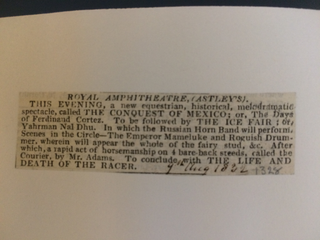 ROYAL AMPHITHEATRE, (ASTLEY'S).
THIS EVENING, a new equestrian, historical, melodramatic
spectacle, called THE CONQUEST OF MEXICO; or, The Days
of Ferdinand Cortez. To be followed by THE ICE FAIR; or,
Yahrman Nal Dhu. In which the Russian Horn Band will perform.
Scenes in the Circle—The Emperor Mameluke and Roguish Drum-
mer, wherein will appear the whole of the fairy stud, &c. After
which, a rapid act of horsemanship on 4 bare-back steeds, called the
Courier, by Mr. Adams. To conclude with THE LIFE AND
DEATH OF THE RACER.
Aug 1822 1828